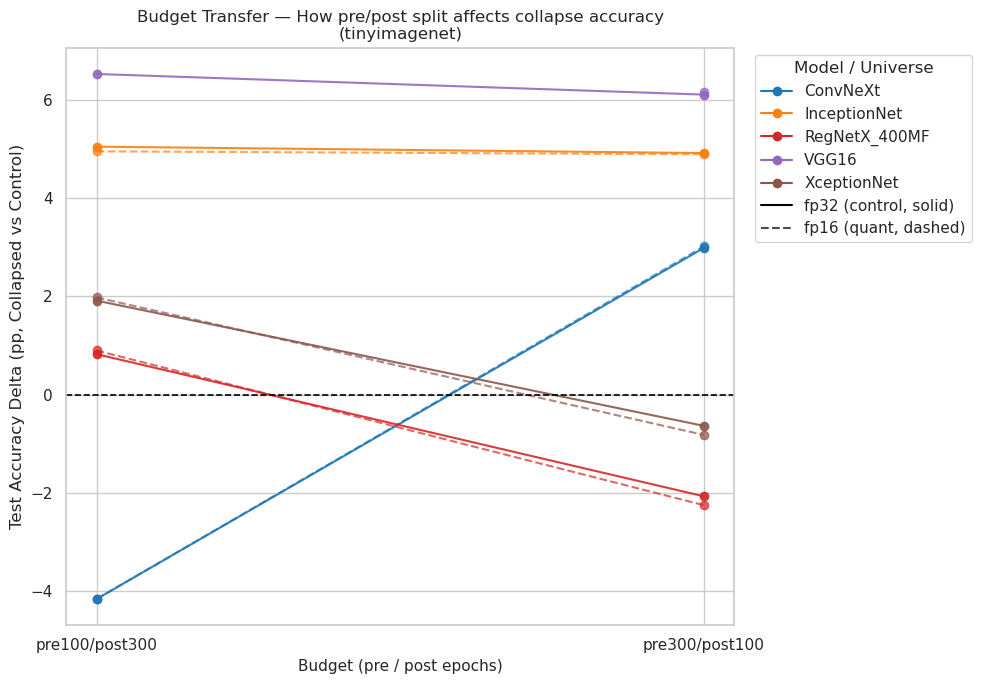 Budget Transfer — How pre/post split affects collapse accuracy
(tinyimagenet)
Test Accuracy Delta (pp, Collapsed vs Control)
6
4
2
0
−2
−4
pre100/post300
pre300/post100
Budget (pre / post epochs)
Model / Universe
ConvNeXt
InceptionNet
RegNetX_400MF
VGG16
XceptionNet
fp32 (control, solid)
fp16 (quant, dashed)